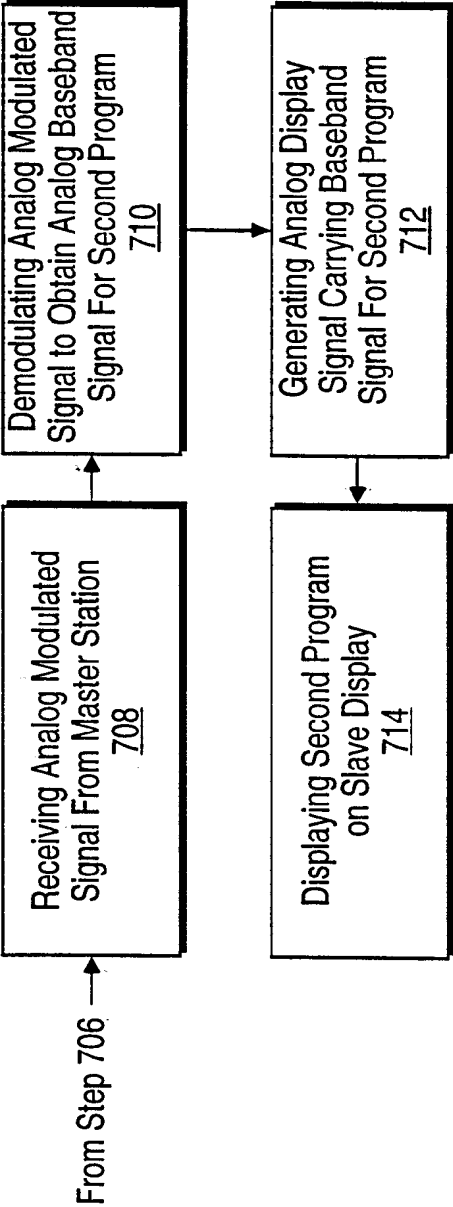 From Step 706
Receiving Analog Modulated
Signal From Master Station
708
Demodulating Analog Modulated
Signal to Obtain Analog Baseband
Signal For Second Program
710
Generating Analog Display
Signal Carrying Baseband
Signal For Second Program
712
Displaying Second Program
on Slave Display
714